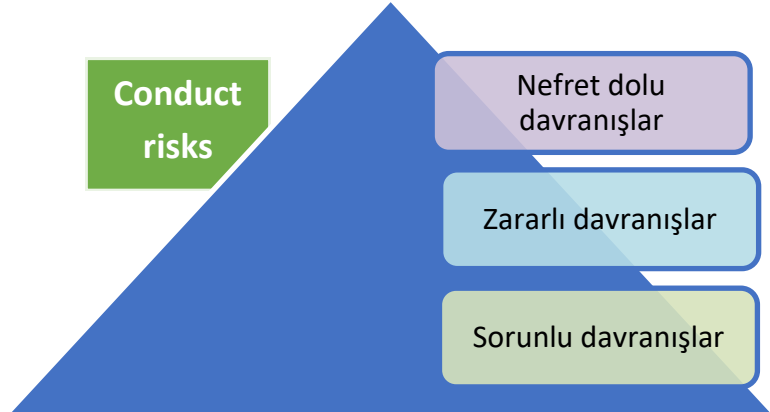 Conduct
risks
Nefret dolu
davranışlar
Zararlı davranışlar
Sorunlu davranışlar